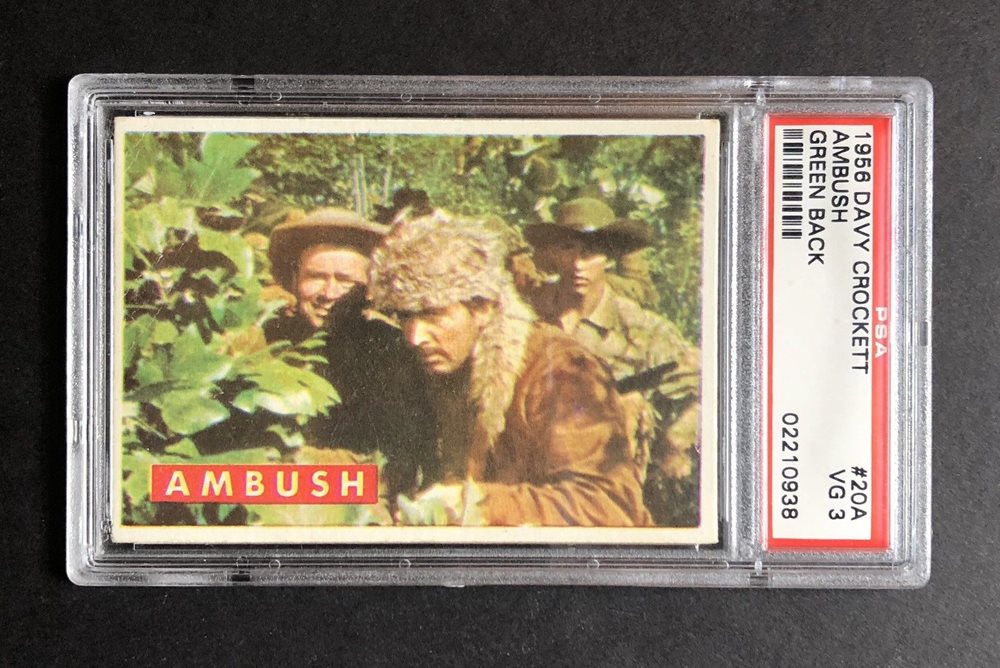 AMBUSH
PSA
1956 DAVY CROCKETT #20A
AMBUSH VG 3
GREEN BACK
02210938